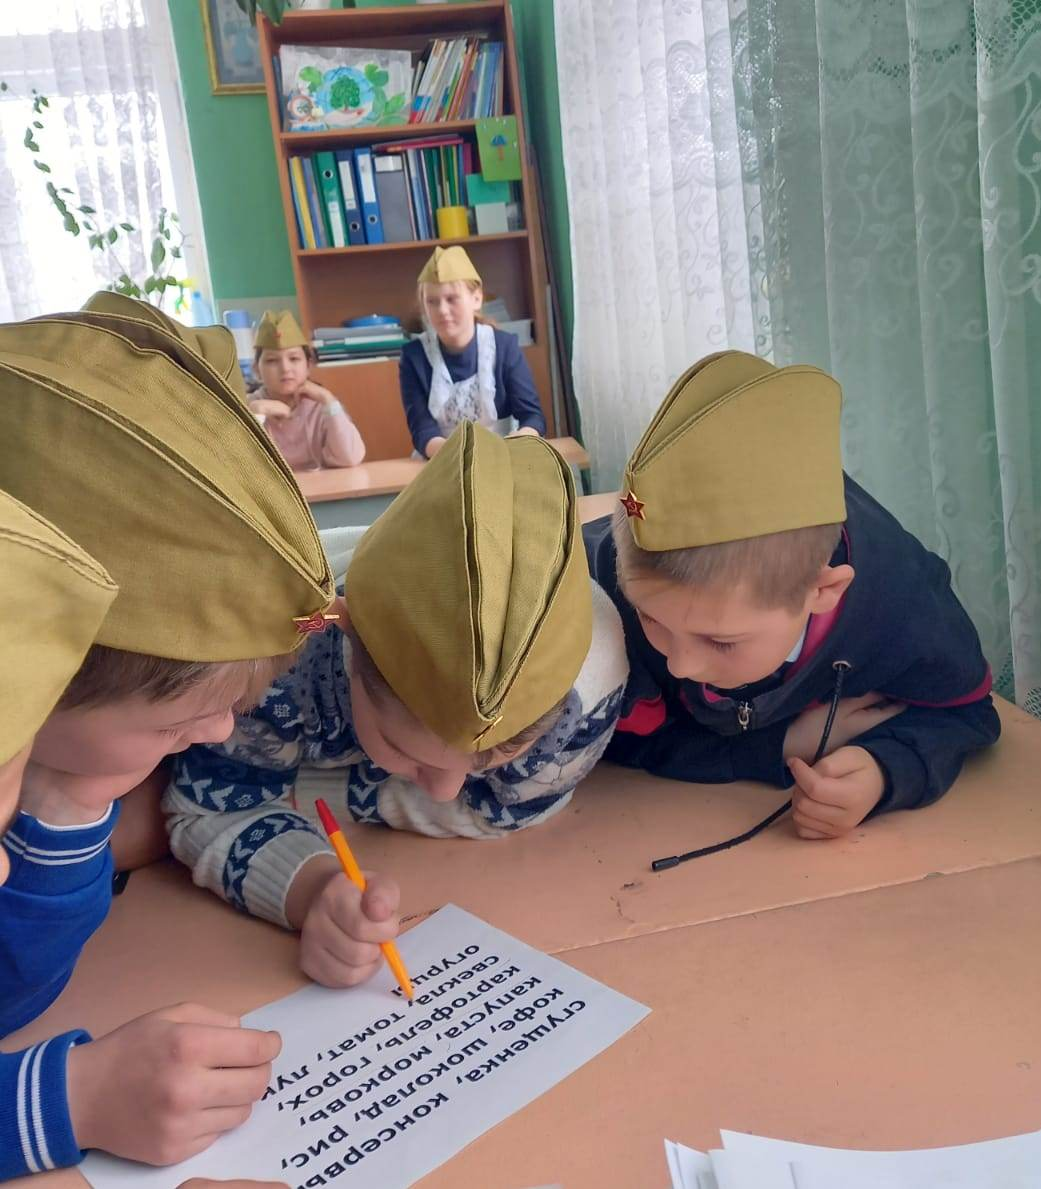 сгущенка, консервы
кофе, шоколад, рис,
капуста, морковь,
картофель, горох,
свекла, томат, лук
огурцы